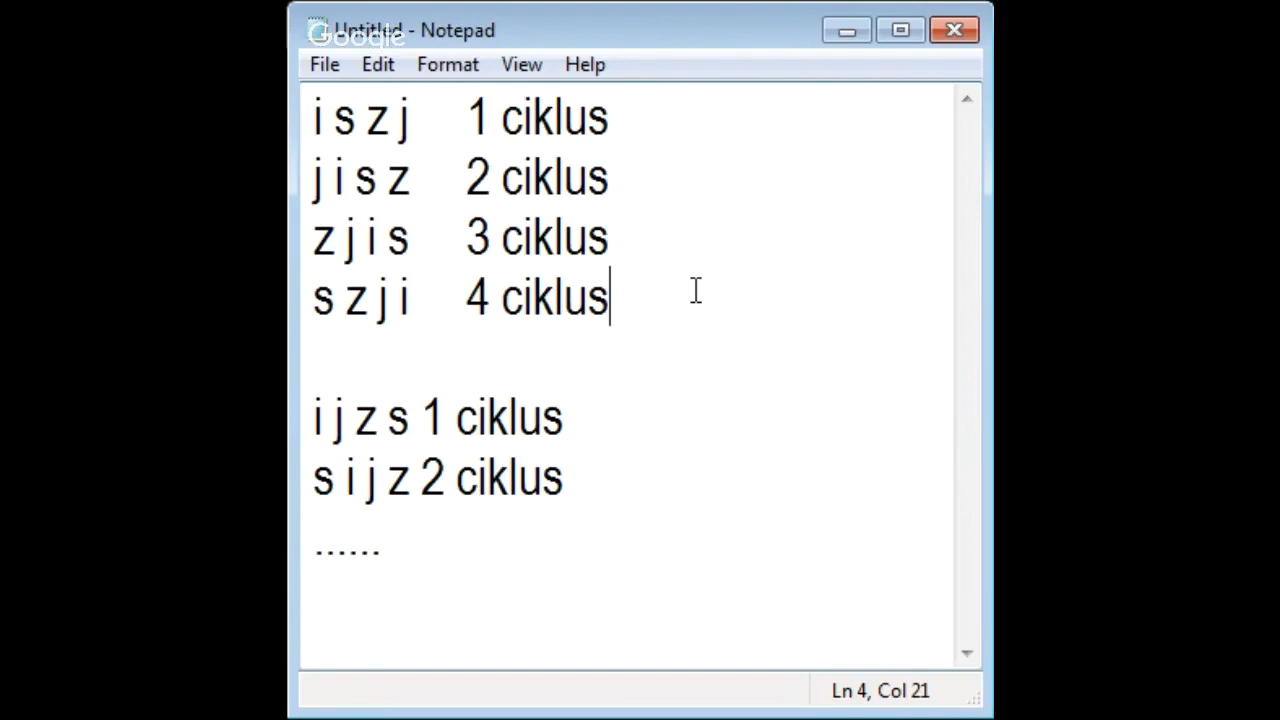 Untitled - Notepad
Google
File Edit Format View Help
i s z j 1 ciklus
j i s z 2 ciklus
z j i s 3 ciklus
s z j i 4 ciklus
i j z s 1 ciklus
s i j z 2 ciklus
......
Ln 4, Col 21